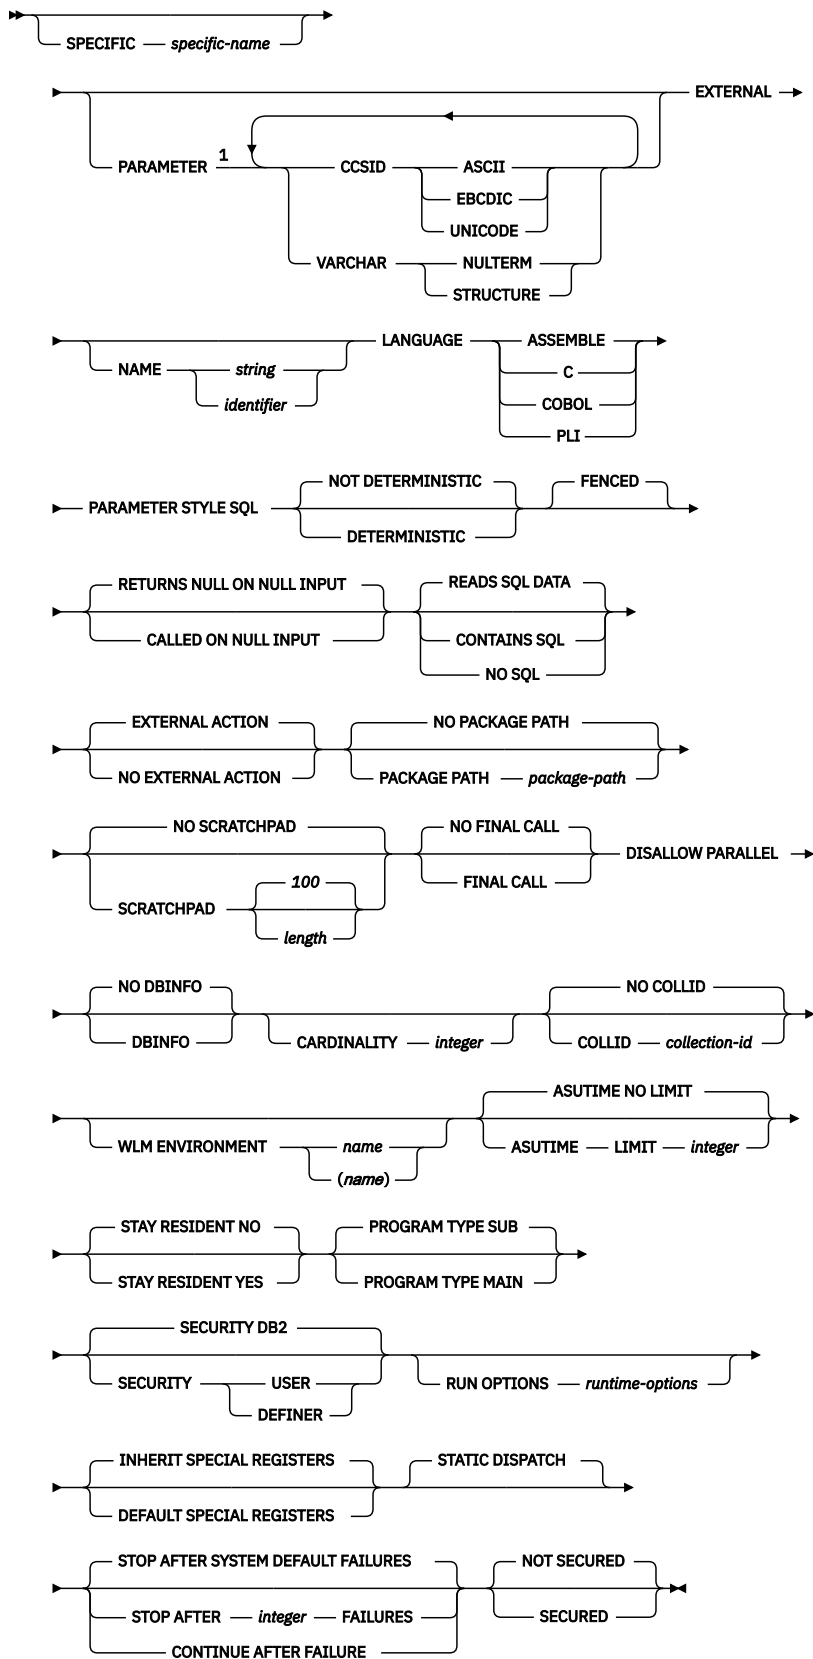 SPECIFIC specific-name
EXTERNAL
PARAMETER 1 CCSID ASCII
EBCDIC
UNICODE
VARCHAR NULTERM
STRUCTURE
LANGUAGE ASSEMBLE
NAME string C
identifier COBOL
PLI
NOT DETERMINISTIC FENCED
PARAMETER STYLE SQL
DETERMINISTIC
RETURNS NULL ON NULL INPUT READS SQL DATA
CALLED ON NULL INPUT CONTAINS SQL
NO SQL
EXTERNAL ACTION NO PACKAGE PATH
NO EXTERNAL ACTION PACKAGE PATH package-path
NO SCRATCHPAD NO FINAL CALL
DISALLOW PARALLEL
100 FINAL CALL
SCRATCHPAD
length
NO DBINFO NO COLLID
DBINFO CARDINALITY integer COLLID collection-id
ASUTIME NO LIMIT
WLM ENVIRONMENT name ASUTIME LIMIT integer
(name)
STAY RESIDENT NO PROGRAM TYPE SUB
STAY RESIDENT YES PROGRAM TYPE MAIN
SECURITY DB2
SECURITY USER RUN OPTIONS runtime-options
DEFINER
INHERIT SPECIAL REGISTERS STATIC DISPATCH
DEFAULT SPECIAL REGISTERS
STOP AFTER SYSTEM DEFAULT FAILURES NOT SECURED
STOP AFTER integer FAILURES SECURED
CONTINUE AFTER FAILURE